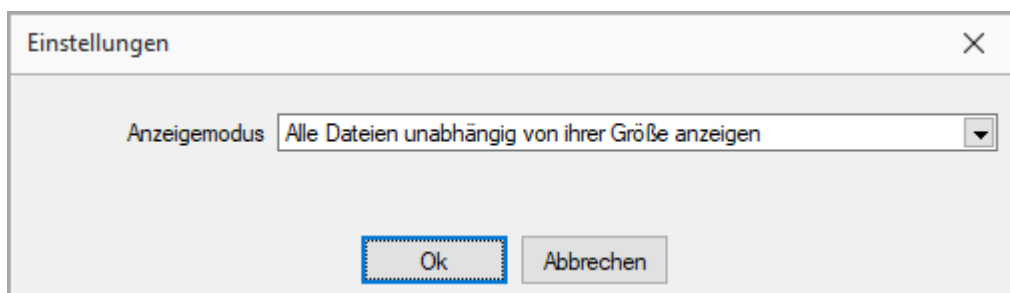 Einstellungen
Anzeigemodus Alle Dateien unabhängig von ihrer Größe anzeigen
Ok Abbrechen